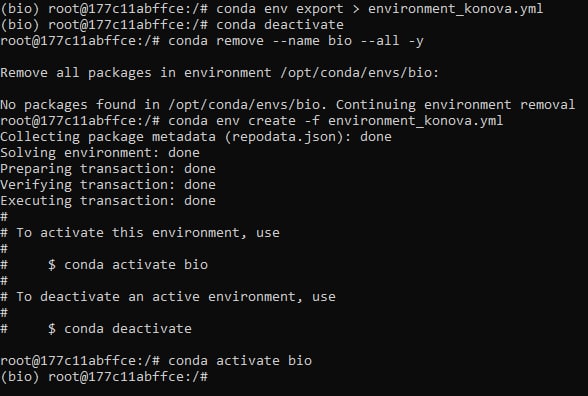 (bio) root@177c11abffce:/# conda env export > environment_konova.yml
(bio) root@177c11abffce:/# conda deactivate
root@177c11abffce:/# conda remove --name bio --all -y
Remove all packages in environment /opt/conda/envs/bio:
No packages found in /opt/conda/envs/bio. Continuing environment removal
root@177c11abffce:/# conda env create -f environment_konova.yml
Collecting package metadata (repodata.json): done
Solving environment: done
Preparing transaction: done
Verifying transaction: done
Executing transaction: done
#
# To activate this environment, use
#
#     $ conda activate bio
#
# To deactivate an active environment, use
#
#     $ conda deactivate
root@177c11abffce:/# conda activate bio
(bio) root@177c11abffce:/#